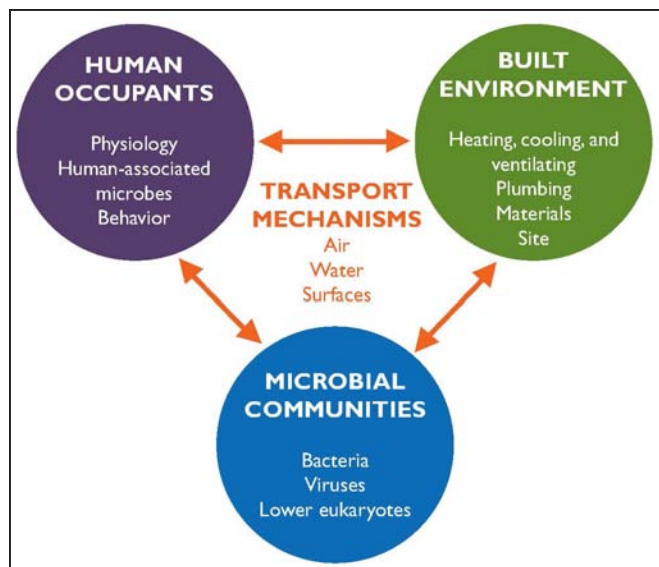 HUMAN
OCCUPANTS
Physiology
Human-associated
microbes
Behavior
BUILT
ENVIRONMENT
Heating, cooling, and
ventilating
Plumbing
Materials
Site
TRANSPORT
MECHANISMS
Air
Water
Surfaces
MICROBIAL
COMMUNITIES
Bacteria
Viruses
Lower eukaryotes